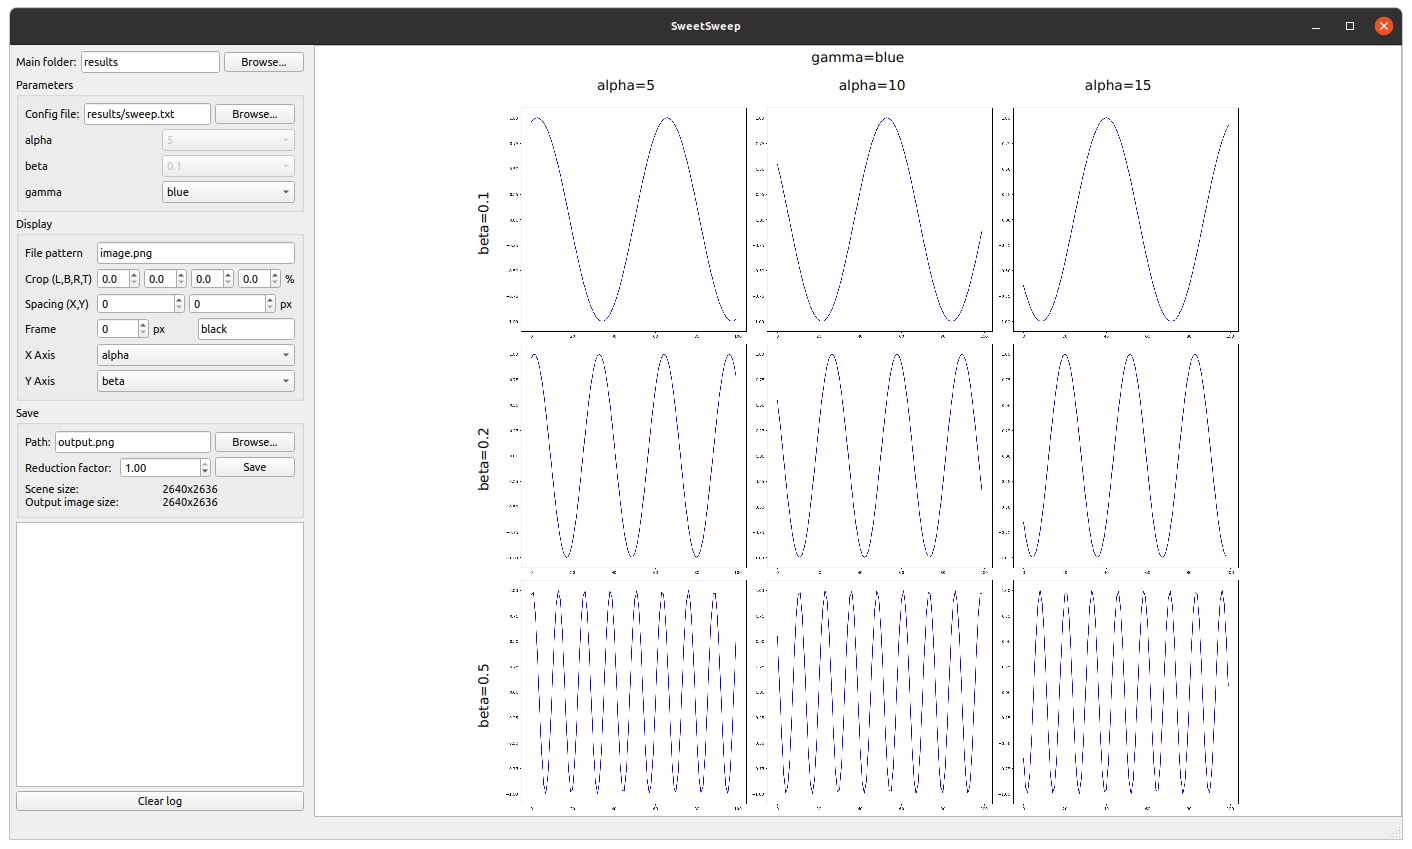 SweetSweep
Main folder: results Browse...
Parameters
Config file: results/sweep.txt Browse...
alpha 5
beta 0.1
gamma blue
Display
File pattern image.png
Crop (L,B,R,T) 0.0 0.0 0.0 0.0 %
Spacing (X,Y) 0 0 px
Frame 0 px black
X Axis alpha
Y Axis beta
Save
Path: output.png Browse...
Reduction factor: 1.00 Save
Scene size: 2640x2636
Output image size: 2640x2636
Clear log
gamma=blue
alpha=5 alpha=10 alpha=15
beta=0.1
beta=0.2
beta=0.5